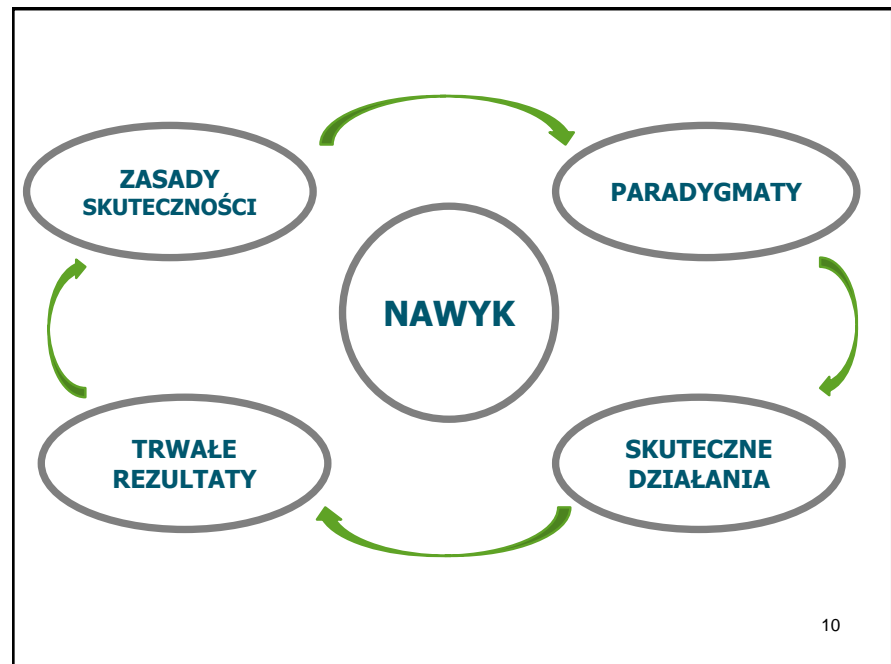 ZASADY
SKUTECZNOŚCI
PARADYGMATY
NAWYK
TRWAŁE
REZULTATY
SKUTECZNE
DZIAŁANIA
10